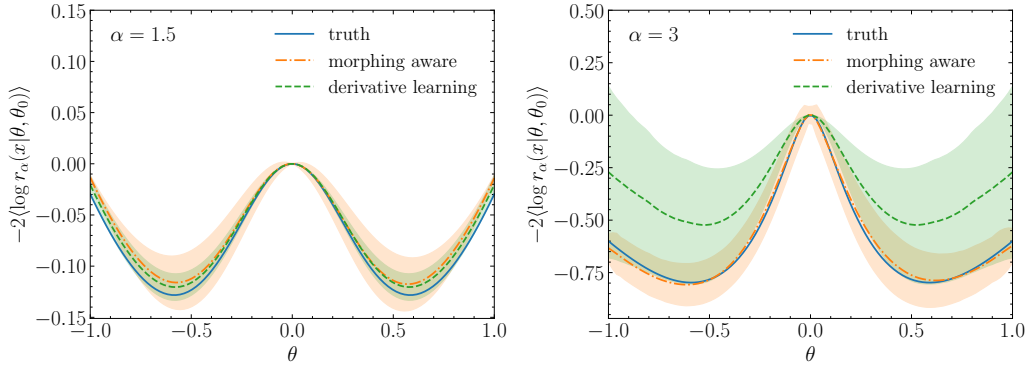 α = 1.5
truth
morphing aware
derivative learning
0.15
0.10
0.05
0.00
−0.05
−0.10
−0.15
−1.0 −0.5 0.0 0.5 1.0
θ
−2⟨log r_α(x|θ, θ_0)⟩
α = 3
truth
morphing aware
derivative learning
0.50
0.25
0.00
−0.25
−0.50
−0.75
−1.0 −0.5 0.0 0.5 1.0
θ
−2⟨log r_α(x|θ, θ_0)⟩